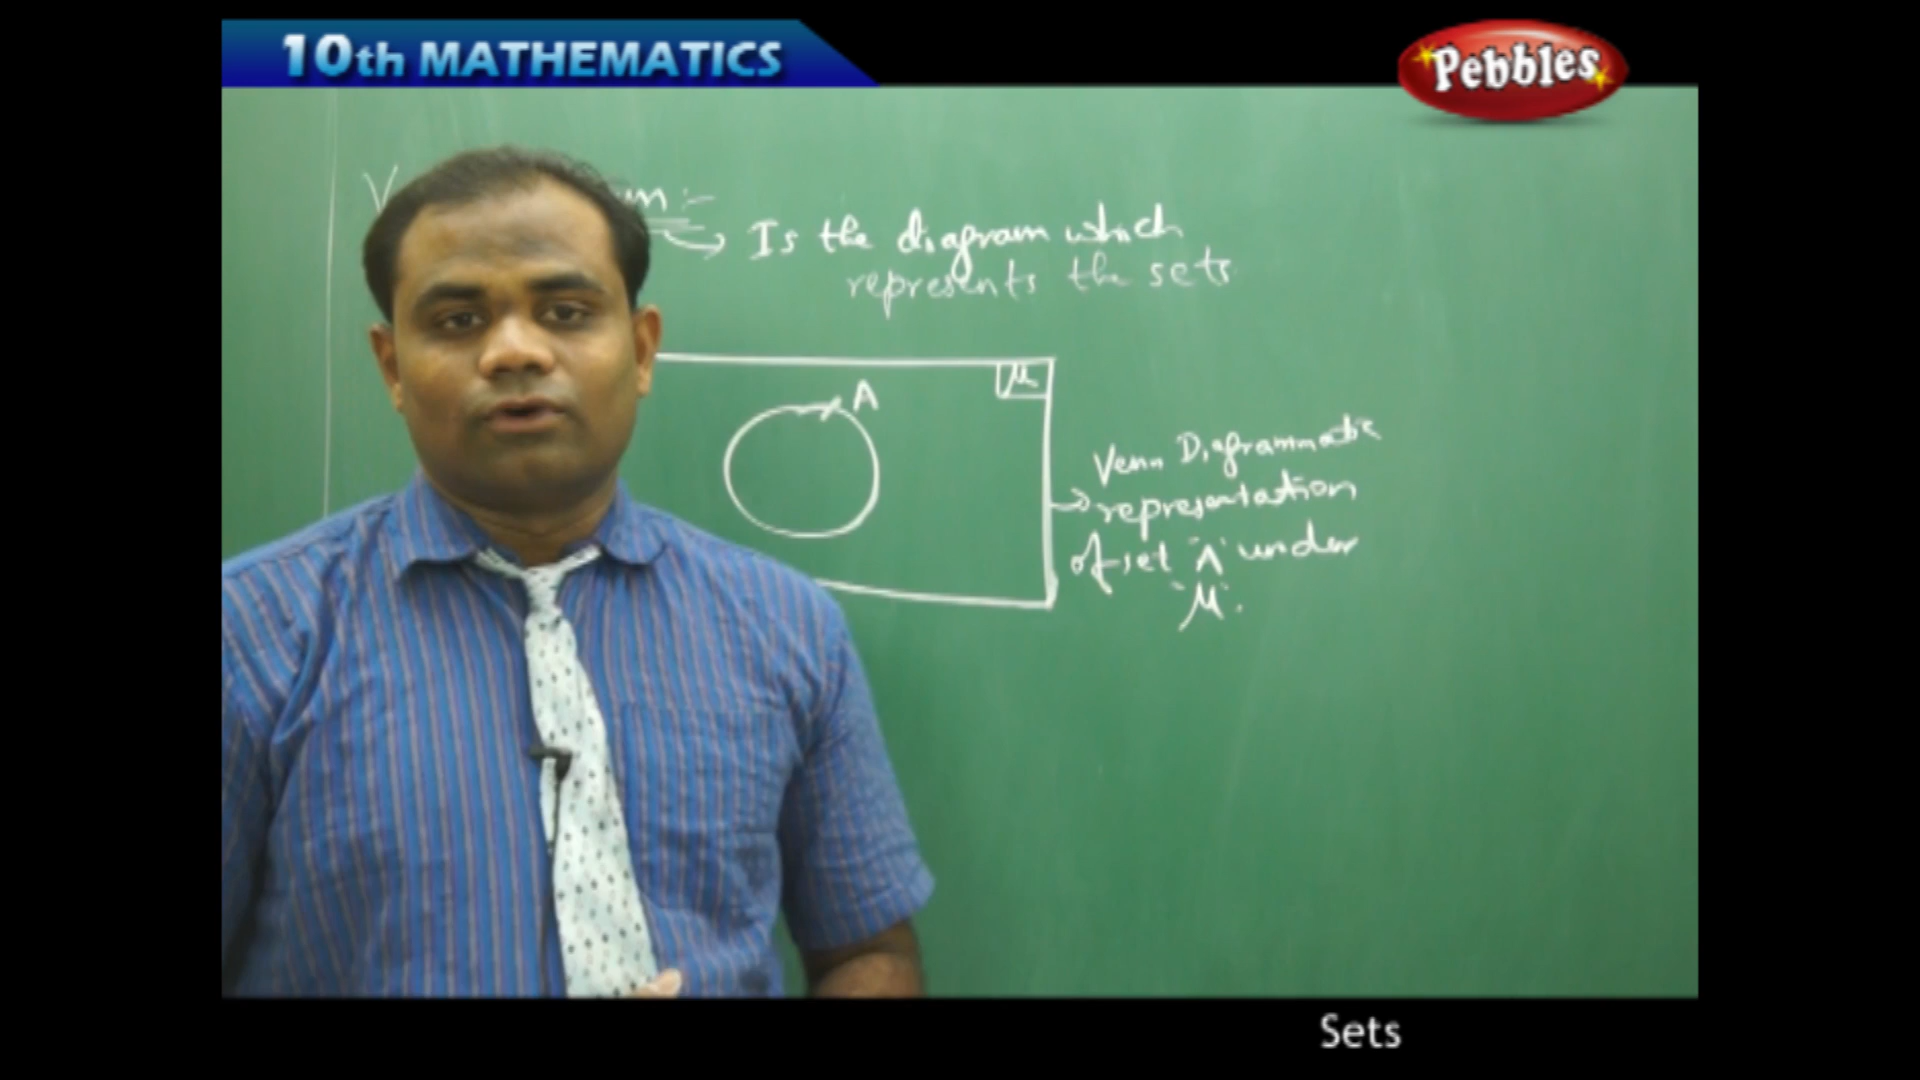 10th MATHEMATICS
Pebbles
Is the diagram which
represents the sets
A
μ
Venn Diagrammatic
representation
of set "A" under
"μ".
Sets